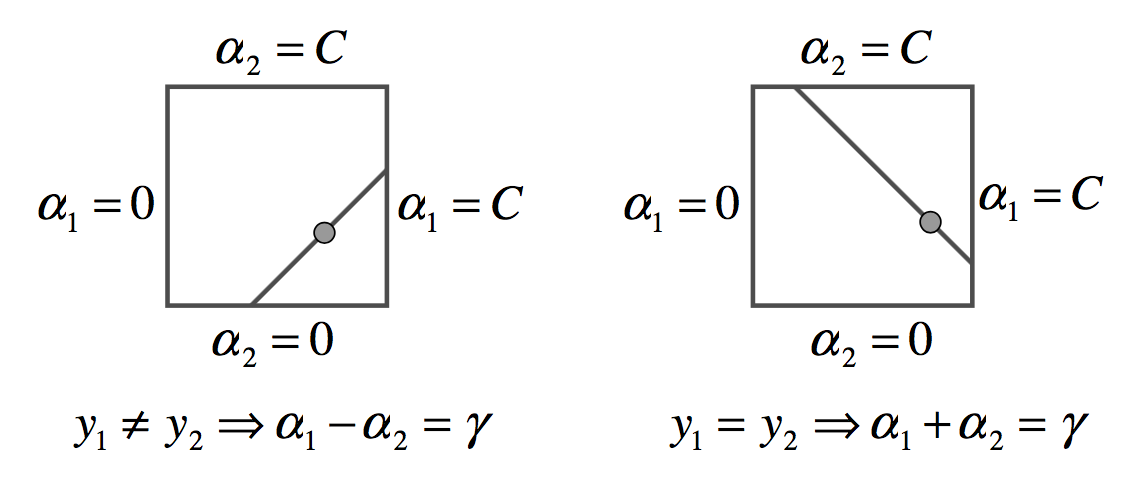 α₂ = C
α₁ = 0
α₁ = C
α₂ = 0
y₁ ≠ y₂ ⇒ α₁ − α₂ = γ
α₂ = C
α₁ = 0
α₁ = C
α₂ = 0
y₁ = y₂ ⇒ α₁ + α₂ = γ